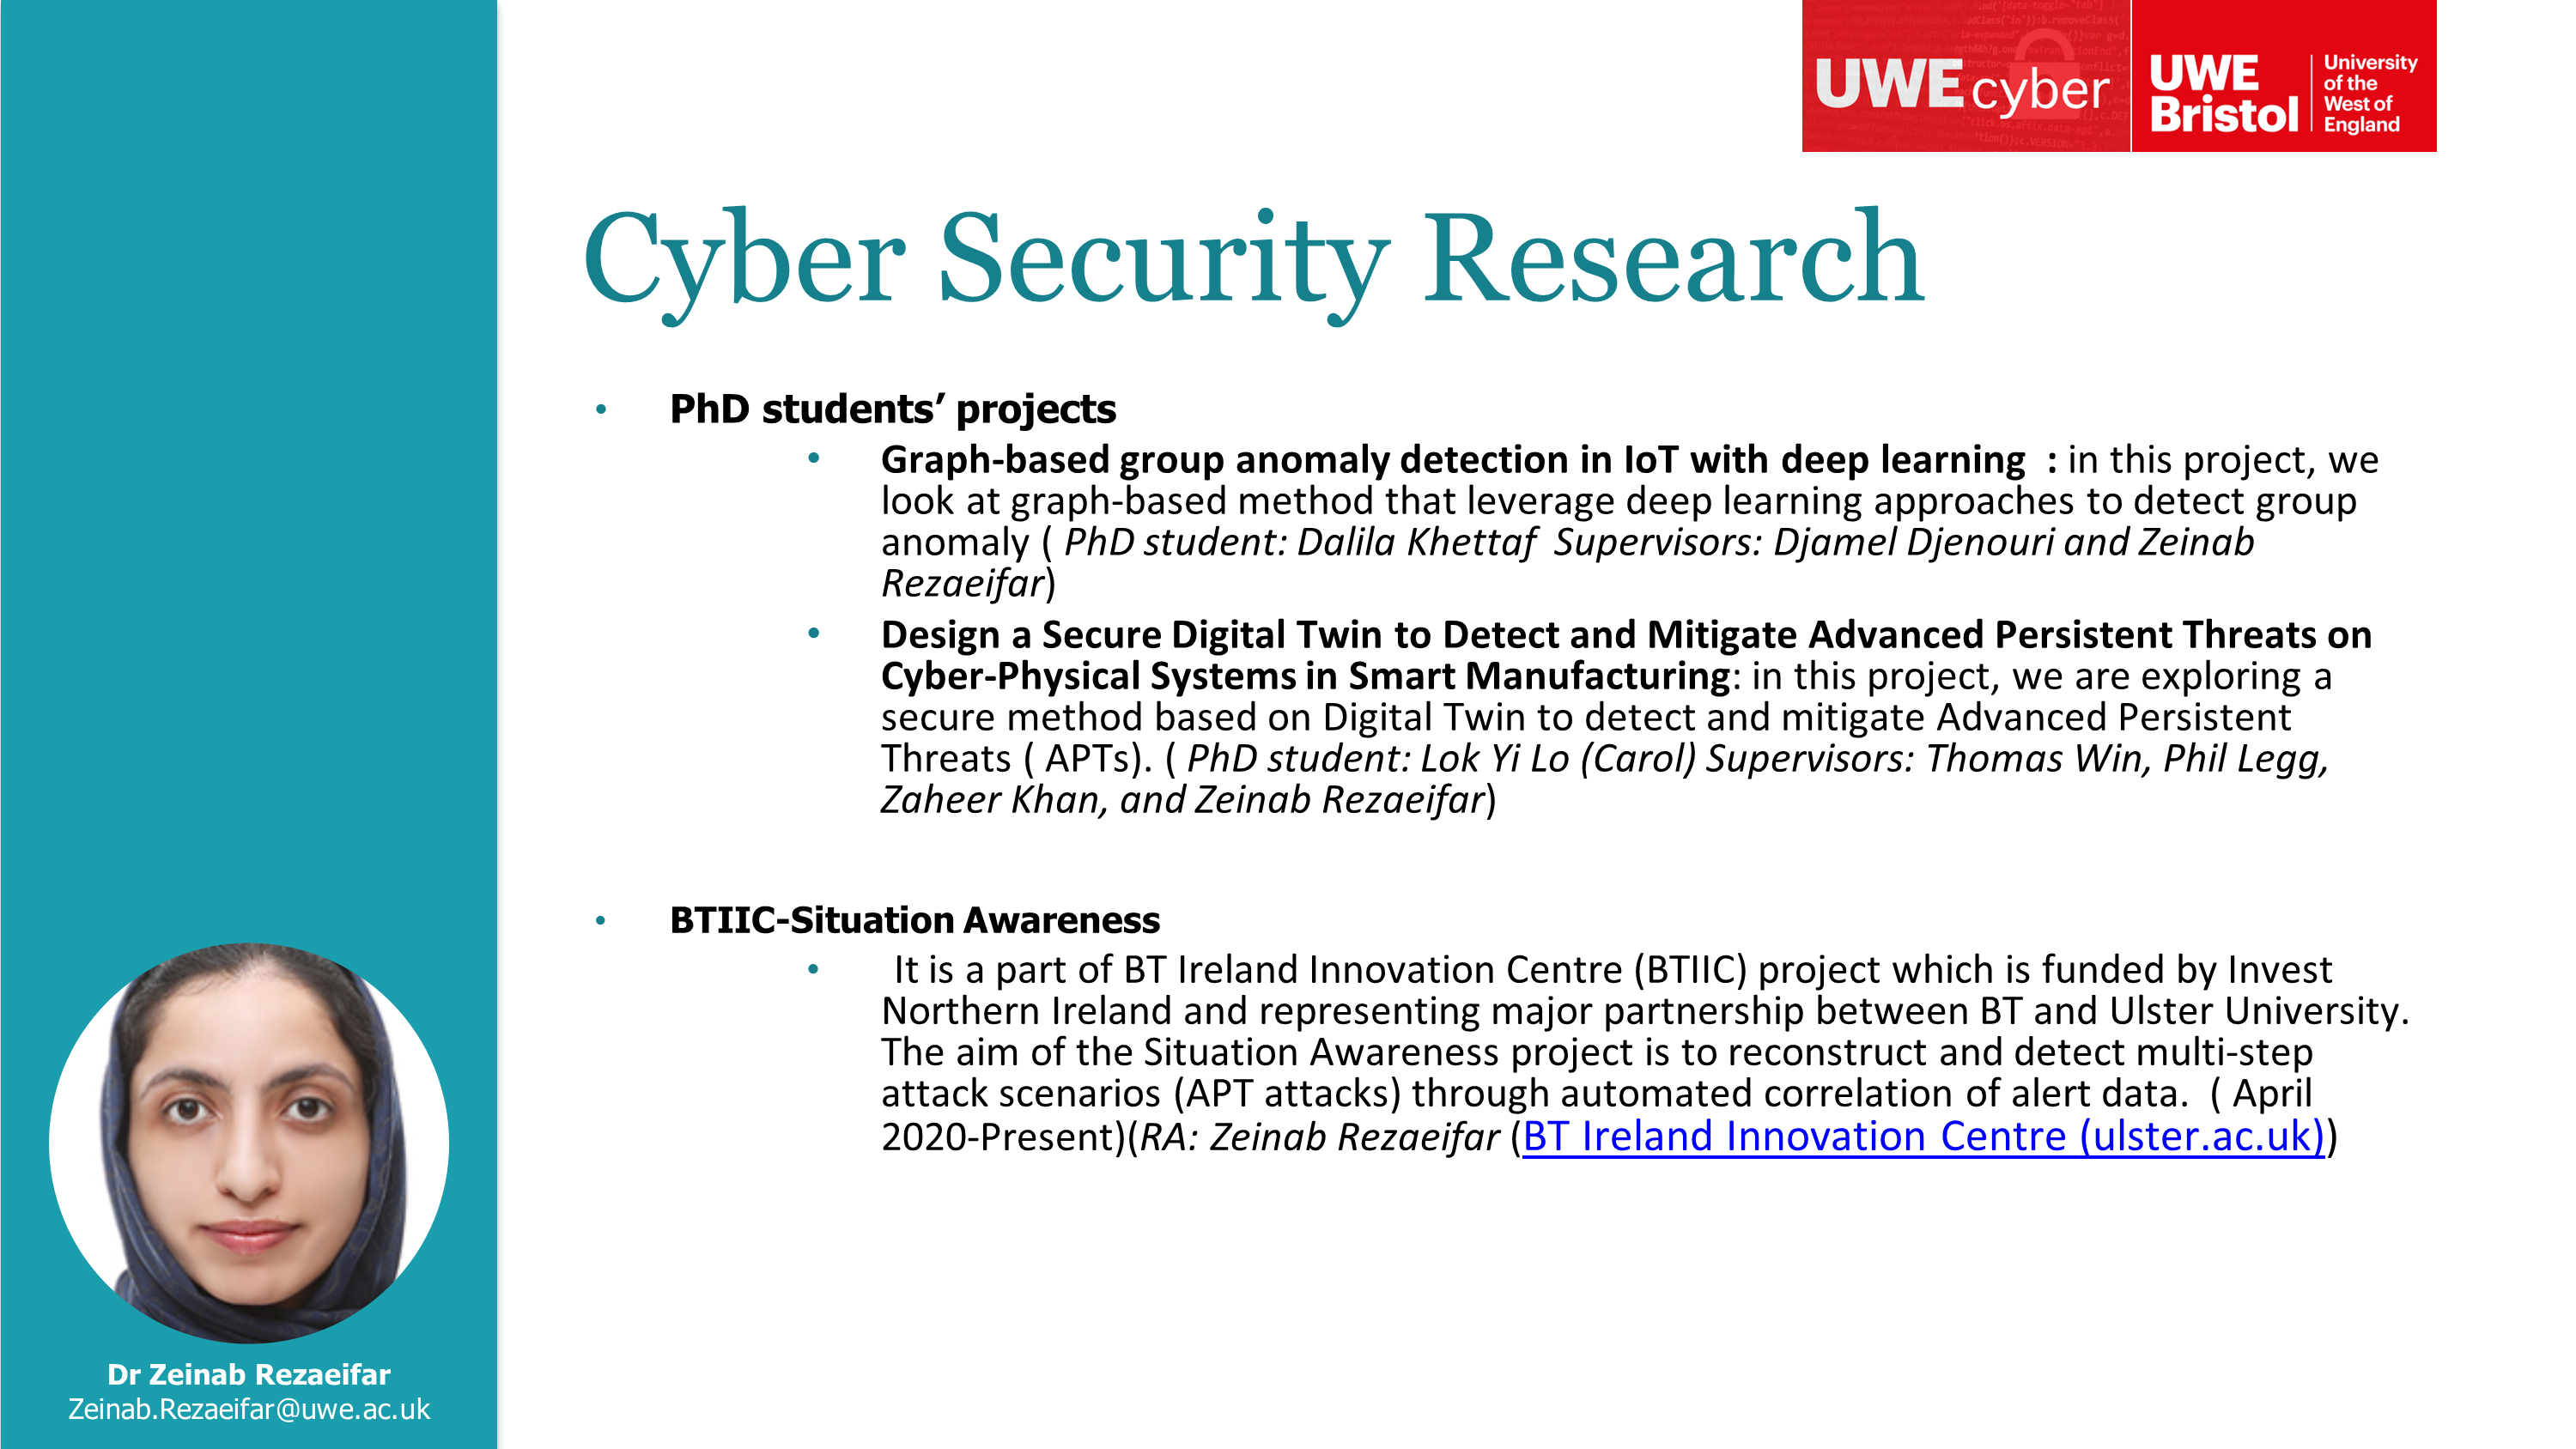 UWEcyber
UWE
Bristol
University
of the
West of
England
Cyber Security Research
• PhD students’ projects
• Graph-based group anomaly detection in IoT with deep learning  : in this project, we
look at graph-based method that leverage deep learning approaches to detect group
anomaly ( PhD student: Dalila Khettaf  Supervisors: Djamel Djenouri and Zeinab
Rezaeifar)
• Design a Secure Digital Twin to Detect and Mitigate Advanced Persistent Threats on
Cyber-Physical Systems in Smart Manufacturing: in this project, we are exploring a
secure method based on Digital Twin to detect and mitigate Advanced Persistent
Threats ( APTs). ( PhD student: Lok Yi Lo (Carol) Supervisors: Thomas Win, Phil Legg,
Zaheer Khan, and Zeinab Rezaeifar)
• BTIIC-Situation Awareness
• It is a part of BT Ireland Innovation Centre (BTIIC) project which is funded by Invest
Northern Ireland and representing major partnership between BT and Ulster University.
The aim of the Situation Awareness project is to reconstruct and detect multi-step
attack scenarios (APT attacks) through automated correlation of alert data.  ( April
2020-Present)(RA: Zeinab Rezaeifar (BT Ireland Innovation Centre (ulster.ac.uk))
Dr Zeinab Rezaeifar
Zeinab.Rezaeifar@uwe.ac.uk